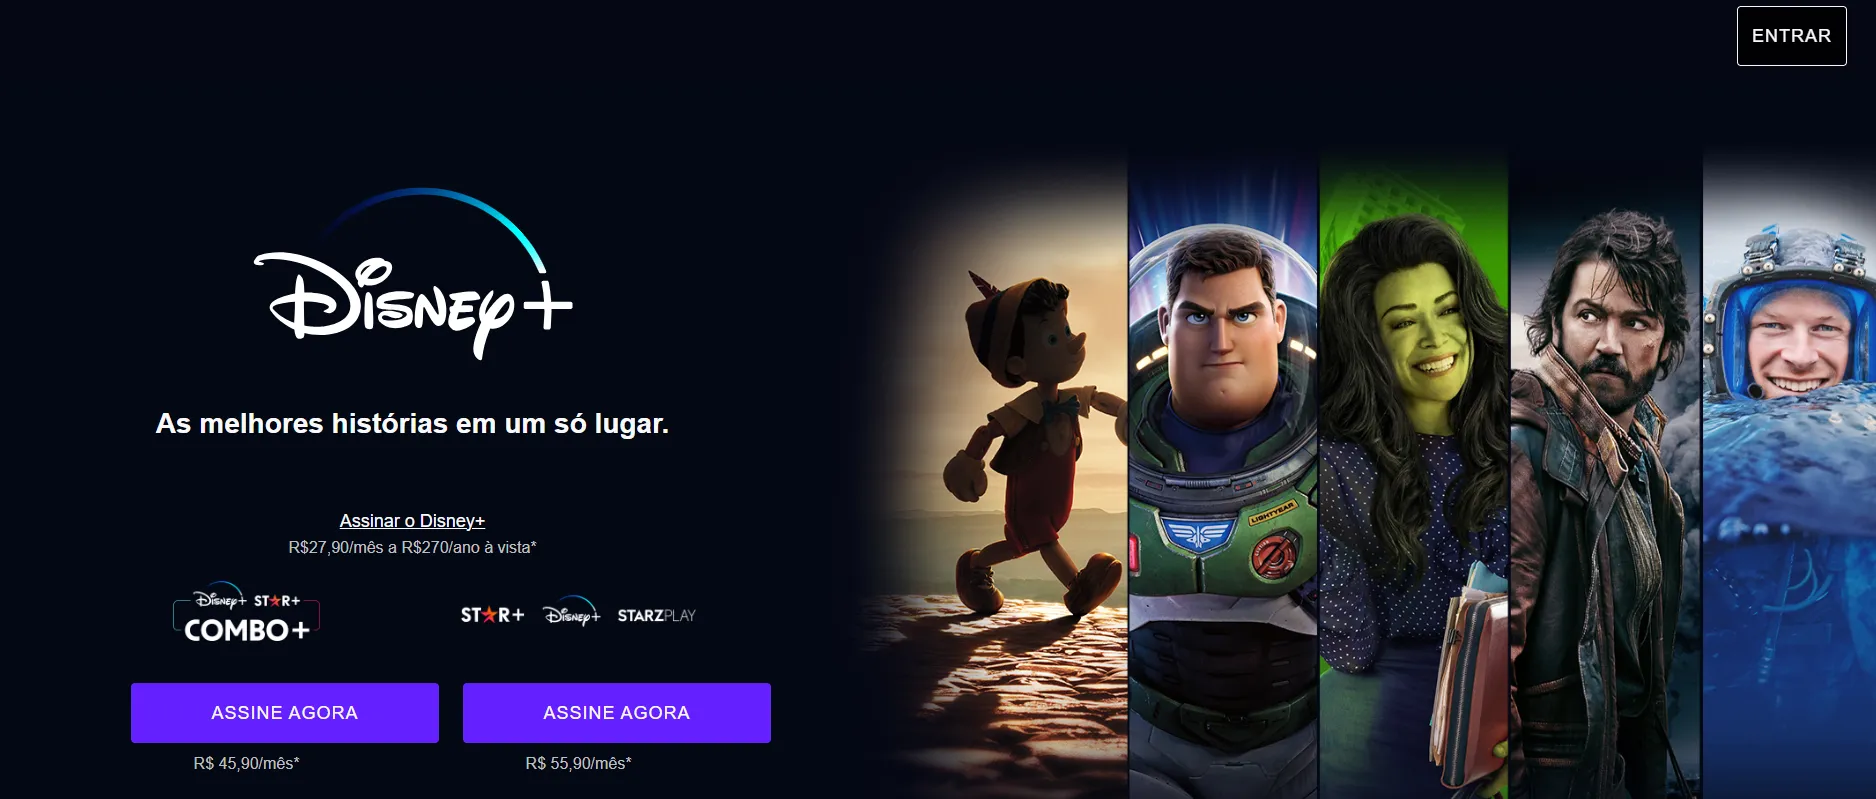 ENTRAR
Disney+
As melhores histórias em um só lugar.
Assinar o Disney+
R$27,90/mês a R$270/ano à vista*
Disney+ STAR+
COMBO+
STAR+ Disney+ STARZPLAY
ASSINE AGORA
R$ 45,90/mês*
ASSINE AGORA
R$ 55,90/mês*
LIGHTYEAR